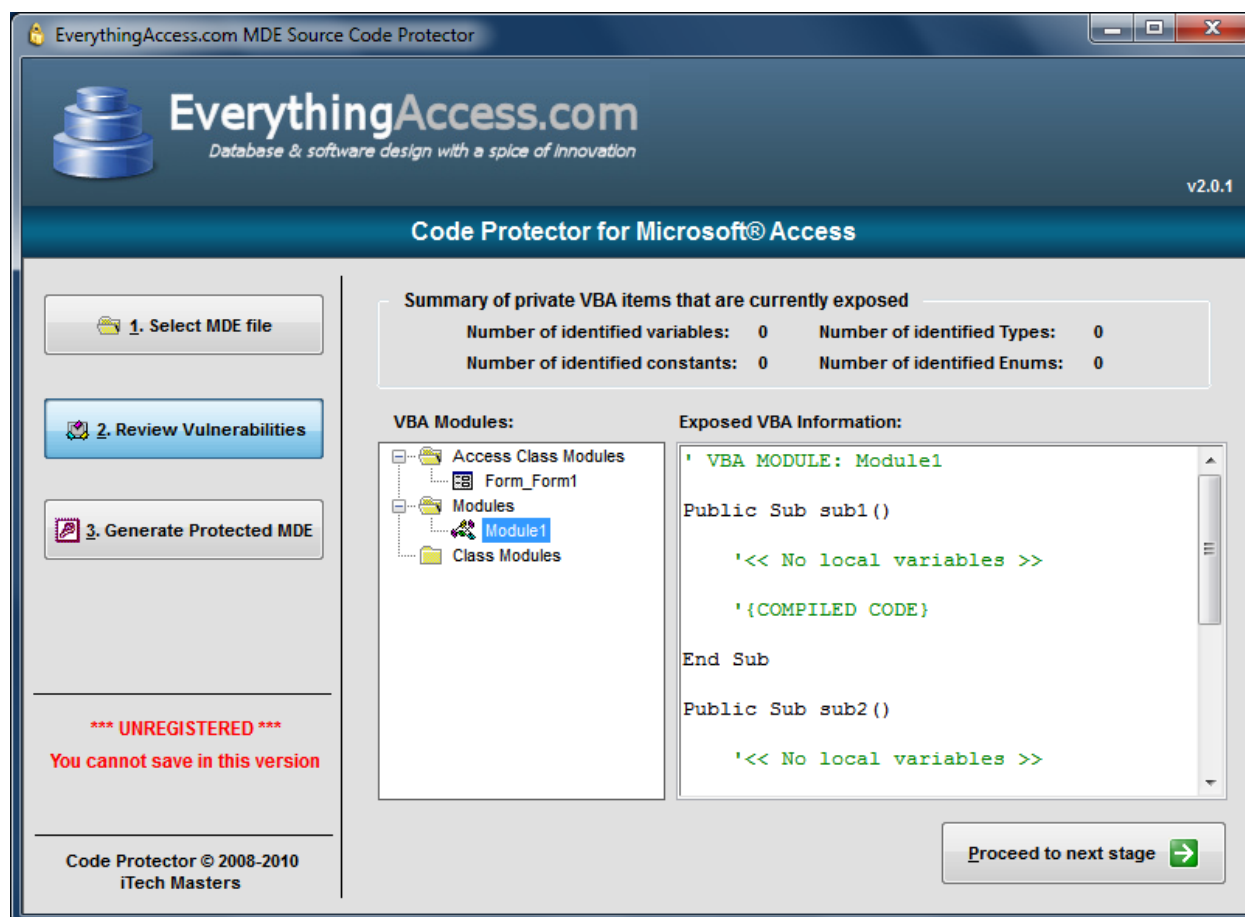 EverythingAccess.com MDE Source Code Protector
EverythingAccess.com
Database & software design with a spice of innovation
v2.0.1
Code Protector for Microsoft® Access
1. Select MDE file
2. Review Vulnerabilities
3. Generate Protected MDE
*** UNREGISTERED ***
You cannot save in this version
Code Protector © 2008-2010
iTech Masters
Summary of private VBA items that are currently exposed
Number of identified variables: 0 Number of identified Types: 0
Number of identified constants: 0 Number of identified Enums: 0
VBA Modules:
Access Class Modules
Form_Form1
Modules
Module1
Class Modules
Exposed VBA Information:
' VBA MODULE: Module1
Public Sub sub1()
'<< No local variables >>
'{COMPILED CODE}
End Sub
Public Sub sub2()
'<< No local variables >>
Proceed to next stage